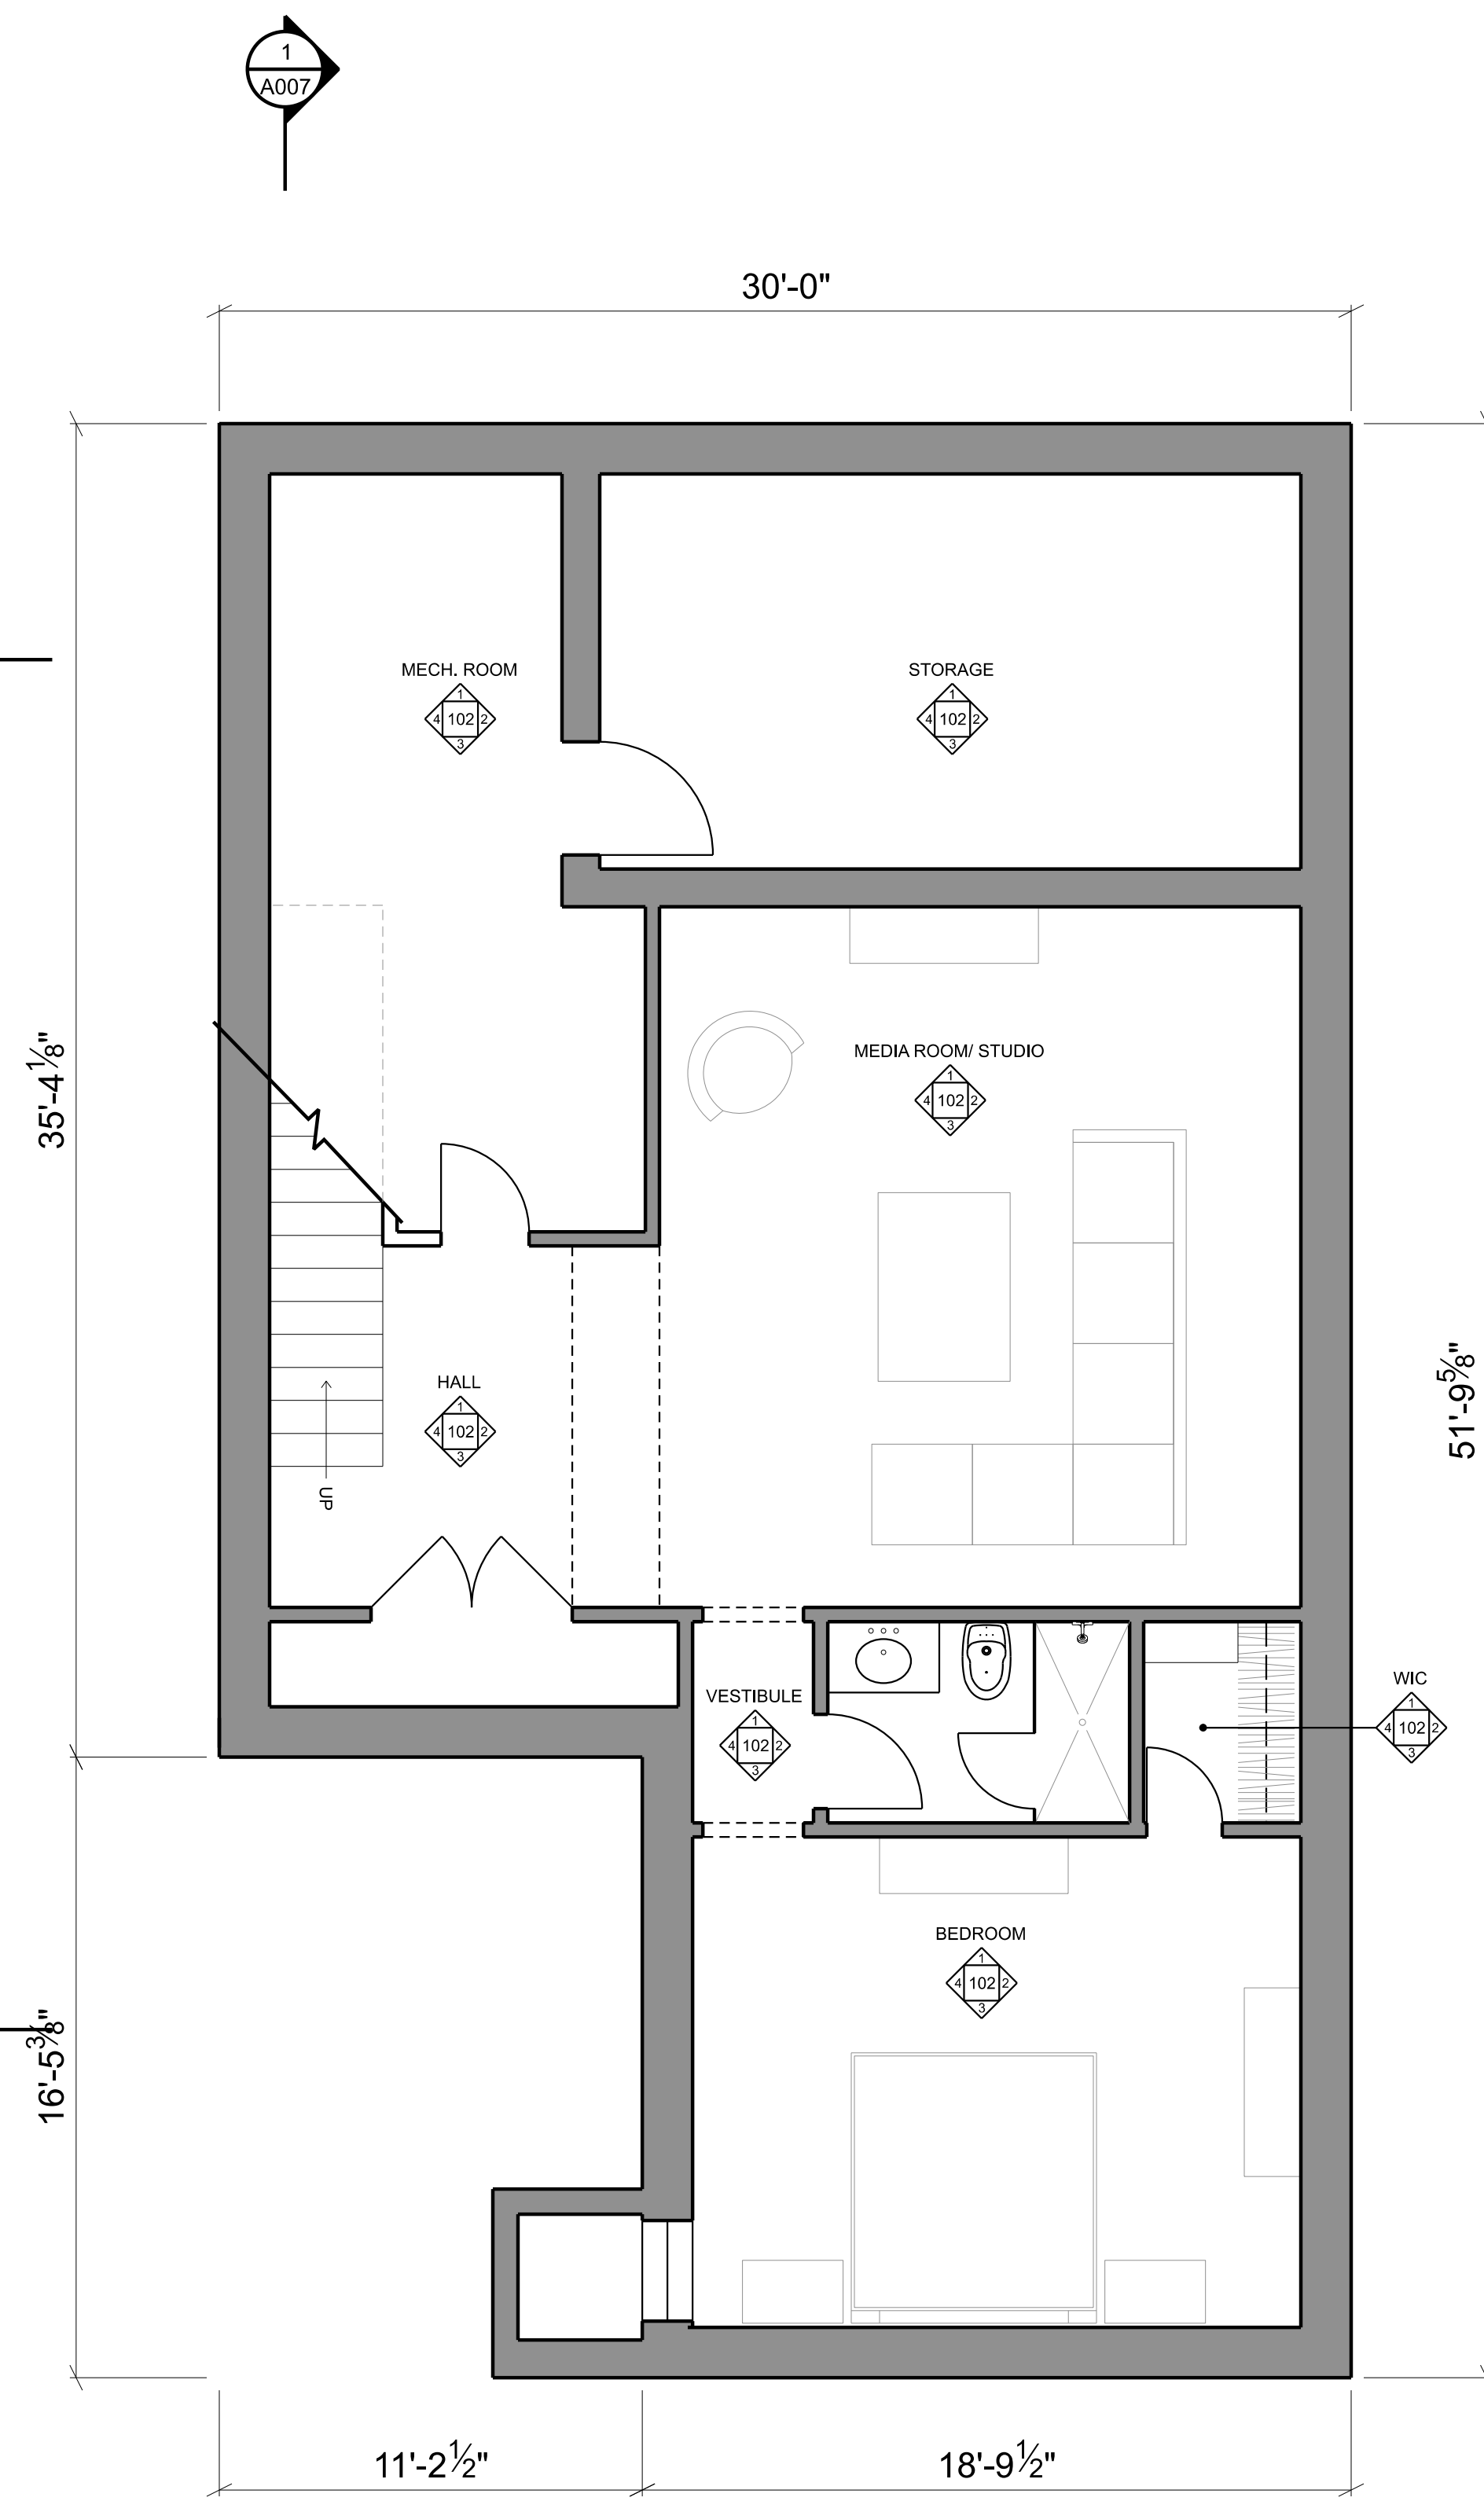 1
A007
30'-0"
MECH. ROOM
1
4 102 2
3
STORAGE
1
4 102 2
3
35'-4⅛"
MEDIA ROOM/ STUDIO
1
4 102 2
3
51'-9⅝"
HALL
1
4 102 2
3
UP
VESTIBULE
1
4 102 2
3
WIC
1
4 102 2
3
BEDROOM
1
4 102 2
3
16'-5⅜"
11'-2½"
18'-9½"